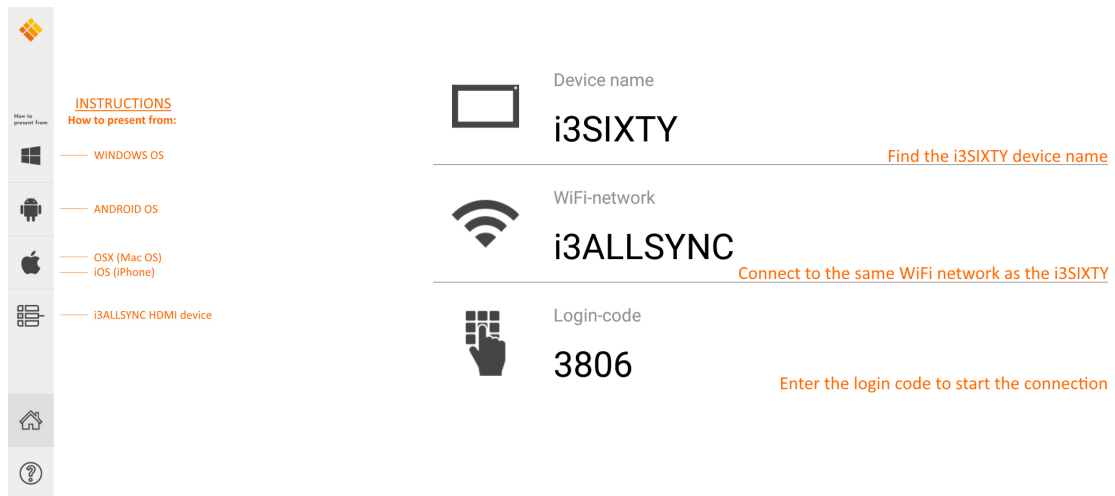 How to
present from
INSTRUCTIONS
How to present from:
WINDOWS OS
ANDROID OS
OSX (Mac OS)
iOS (iPhone)
i3ALLSYNC HDMI device
Device name
i3SIXTY
Find the i3SIXTY device name
WiFi-network
i3ALLSYNC
Connect to the same WiFi network as the i3SIXTY
Login-code
3806
Enter the login code to start the connection